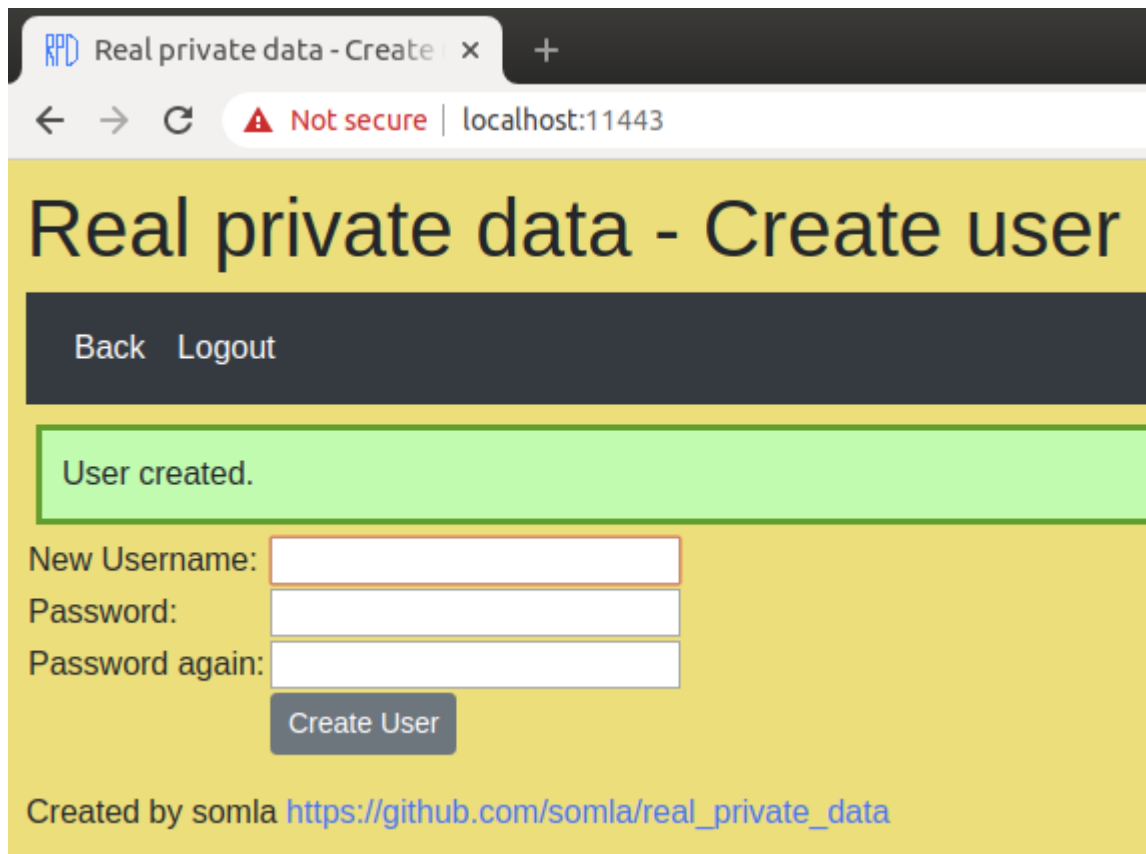 RPD Real private data - Create
Not secure | localhost:11443
Real private data - Create user
Back Logout
User created.
New Username:
Password:
Password again:
Create User
Created by somla https://github.com/somla/real_private_data